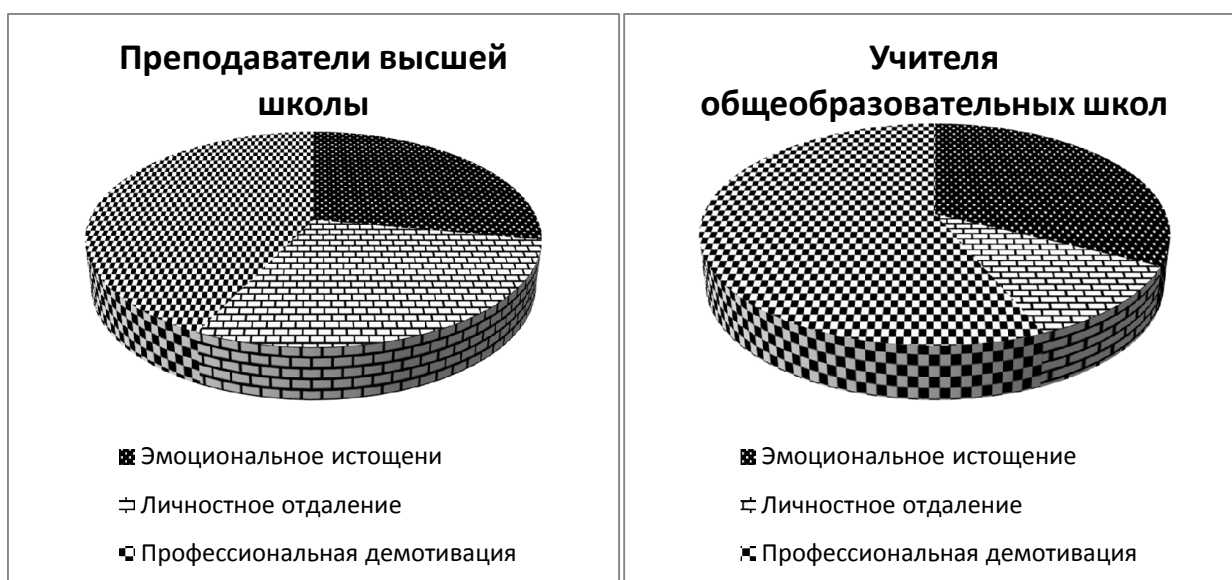 Преподаватели высшей
школы
Эмоциональное истощени
Личностное отдаление
Профессиональная демотивация
Учителя
общеобразовательных школ
Эмоциональное истощение
Личностное отдаление
Профессиональная демотивация